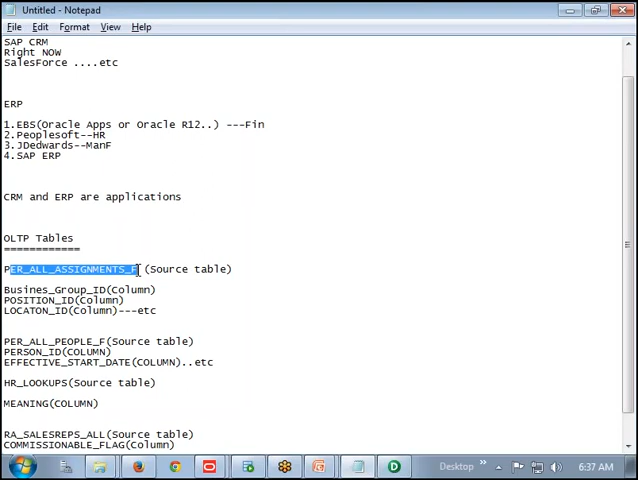 Untitled - Notepad
File Edit Format View Help
SAP CRM
Right NOW
SalesForce ....etc
ERP
1.EBS(Oracle Apps or Oracle R12..) ---Fin
2.Peoplesoft--HR
3.JDedwards--ManF
4.SAP ERP
CRM and ERP are applications
OLTP Tables
============
PER_ALL_ASSIGNMENTS_F (Source table)
Busines_Group_ID(Column)
POSITION_ID(Column)
LOCATON_ID(Column)---etc
PER_ALL_PEOPLE_F(Source table)
PERSON_ID(COLUMN)
EFFECTIVE_START_DATE(COLUMN)..etc
HR_LOOKUPS(Source table)
MEANING(COLUMN)
RA_SALESREPS_ALL(Source table)
COMMISSIONABLE_FLAG(Column)
Desktop
6:37 AM